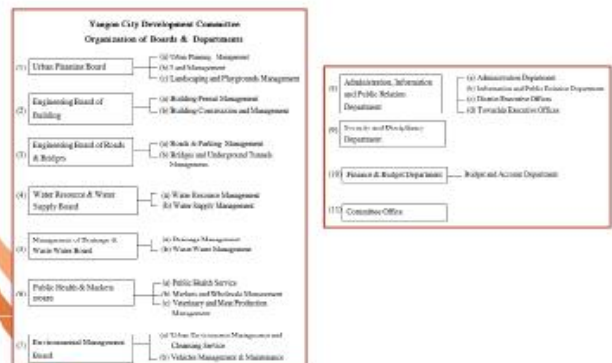 Yangon City Development Committee
Organization of Boards & Departments
(1) Urban Planning Board
(a) Urban Planning Management
(b) Land Management
(c) Landscaping and Playgrounds Management
(2) Engineering Board of
Building
(a) Building Permit Management
(b) Building Construction and Management
(3) Engineering Board of Roads
& Bridges
(a) Roads & Parking Management
(b) Bridges and Underground Tunnels
Management
(4) Water Resource & Water
Supply Board
(a) Water Resource Management
(b) Water Supply Management
(5) Management of Drainage &
Waste Water Board
(a) Drainage Management
(b) Waste Water Management
(6) Public Health & Markets
Board
(a) Public Health Service
(b) Markets and Wholesale Management
(c) Veterinary and Meat Production
Management
(7) Environmental Management
Board
(a) Urban Environment Management and
Cleansing Service
(b) Vehicles Management & Maintenance
(8) Administration, Information
and Public Relation
Department
(a) Administration Department
(b) Information and Public Relation Department
(c) District Executive Offices
(d) Township Executive Offices
(9) Security and Disciplinary
Department
(10) Finance & Budget Department
Budget and Account Department
(11) Committee Office